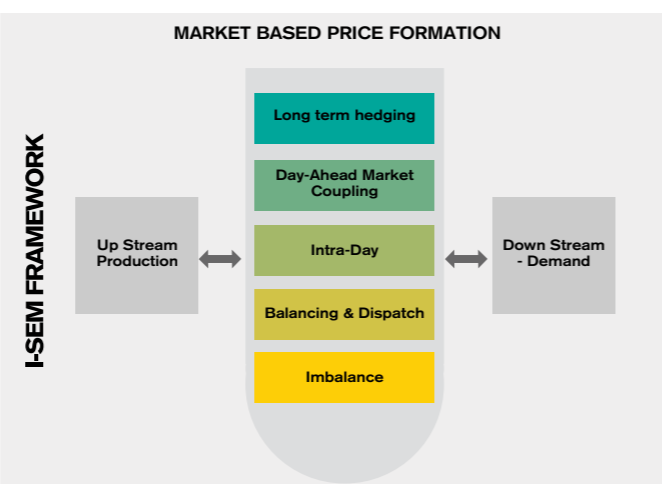 MARKET BASED PRICE FORMATION
I-SEM FRAMEWORK
Long term hedging
Day-Ahead Market
Coupling
Up Stream
Production
Intra-Day
Down Stream
- Demand
Balancing & Dispatch
Imbalance